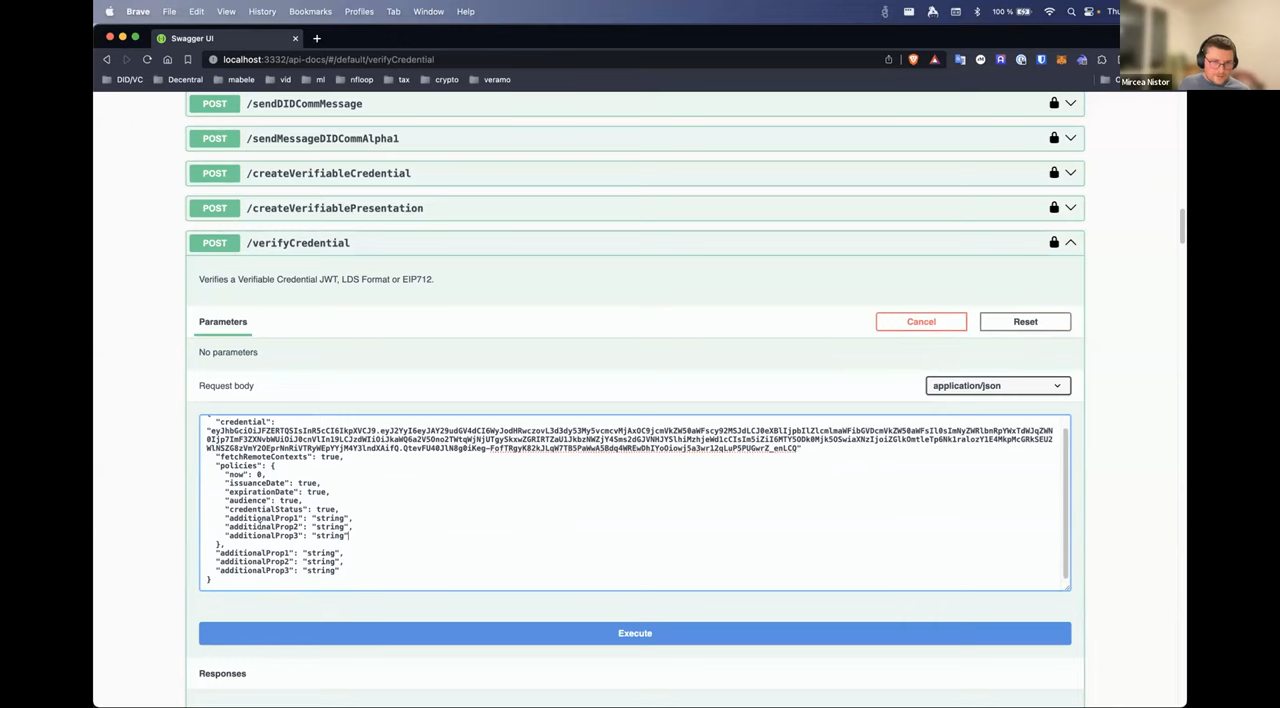 Brave File Edit View History Bookmarks Profiles Tab Window Help 100 % Thu
Swagger UI
localhost:3332/api-docs/#/default/verifyCredential
DID/VC Decentral mabele vid ml nfloop tax crypto veramo
Mircea Nistor
POST /sendDIDCommMessage
POST /sendMessageDIDCommAlpha1
POST /createVerifiableCredential
POST /createVerifiablePresentation
POST /verifyCredential
Verifies a Verifiable Credential JWT, LDS Format or EIP712.
Parameters
Cancel
Reset
No parameters
Request body
application/json
"credential":
"fetchRemoteContexts": true,
"policies": {
"now": 0,
"issuanceDate": true,
"expirationDate": true,
"audience": true,
"credentialStatus": true,
"additionalProp1": "string",
"additionalProp2": "string",
"additionalProp3": "string"
},
"additionalProp1": "string",
"additionalProp2": "string",
"additionalProp3": "string"
}
Execute
Responses